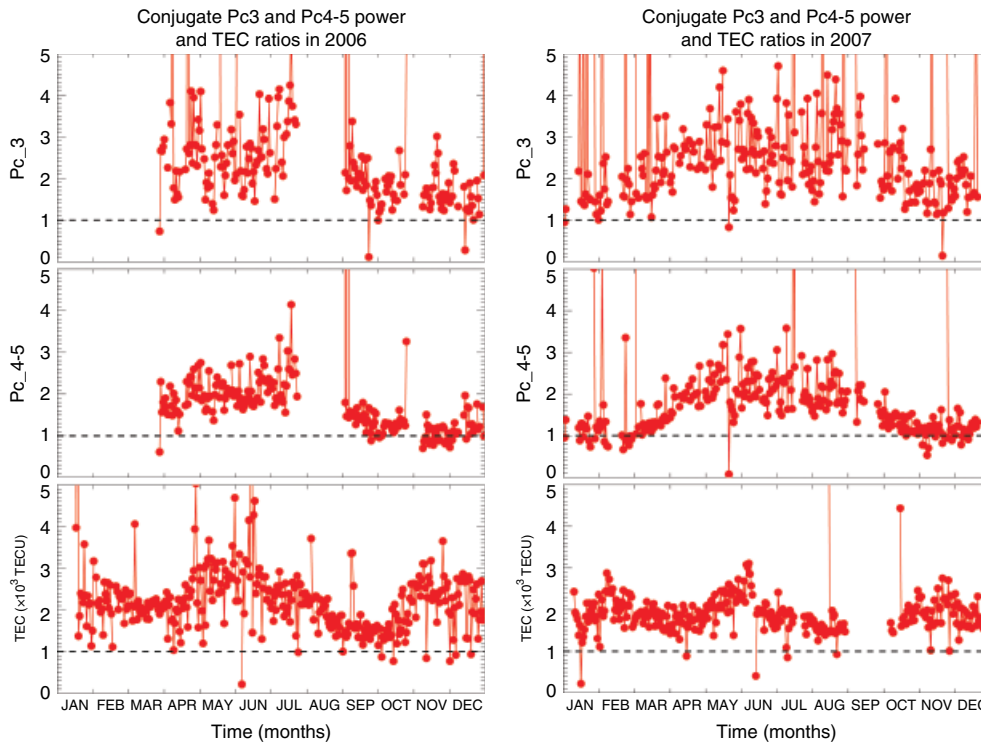 Conjugate Pc3 and Pc4-5 power
and TEC ratios in 2006
Conjugate Pc3 and Pc4-5 power
and TEC ratios in 2007
5
4
3
2
1
0
Pc_3
5
4
3
2
1
0
Pc_3
5
4
3
2
1
0
Pc_4-5
5
4
3
2
1
0
Pc_4-5
5
4
3
2
1
0
TEC (×10³ TECU)
5
4
3
2
1
0
TEC (×10³ TECU)
JAN FEB MAR APR MAY JUN JUL AUG SEP OCT NOV DEC
JAN FEB MAR APR MAY JUN JUL AUG SEP OCT NOV DEC
Time (months)
Time (months)